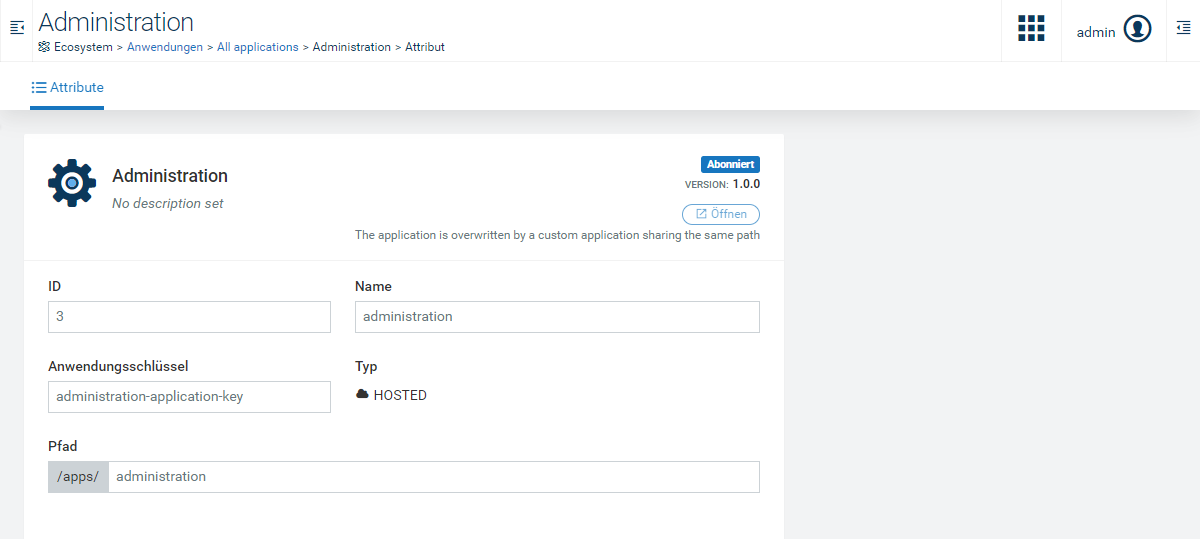 Administration
Ecosystem > Anwendungen > All applications > Administration > Attribut
admin
Attribute
Administration
No description set
Abonniert
VERSION: 1.0.0
Öffnen
The application is overwritten by a custom application sharing the same path
ID
3
Name
administration
Anwendungsschlüssel
administration-application-key
Typ
HOSTED
Pfad
/apps/ administration